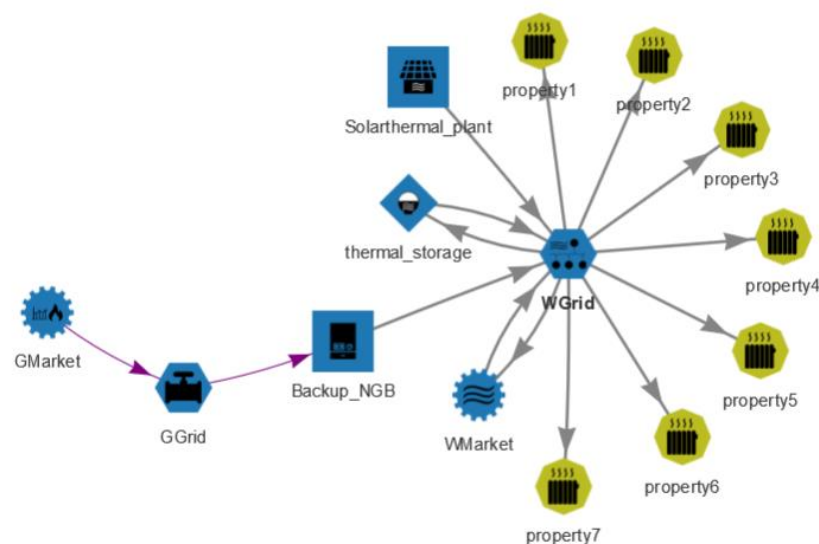 property1
property2
Solarthermal_plant
property3
thermal_storage
property4
WGrid
GMarket
Backup_NGB
property5
GGrid
WMarket
property6
property7